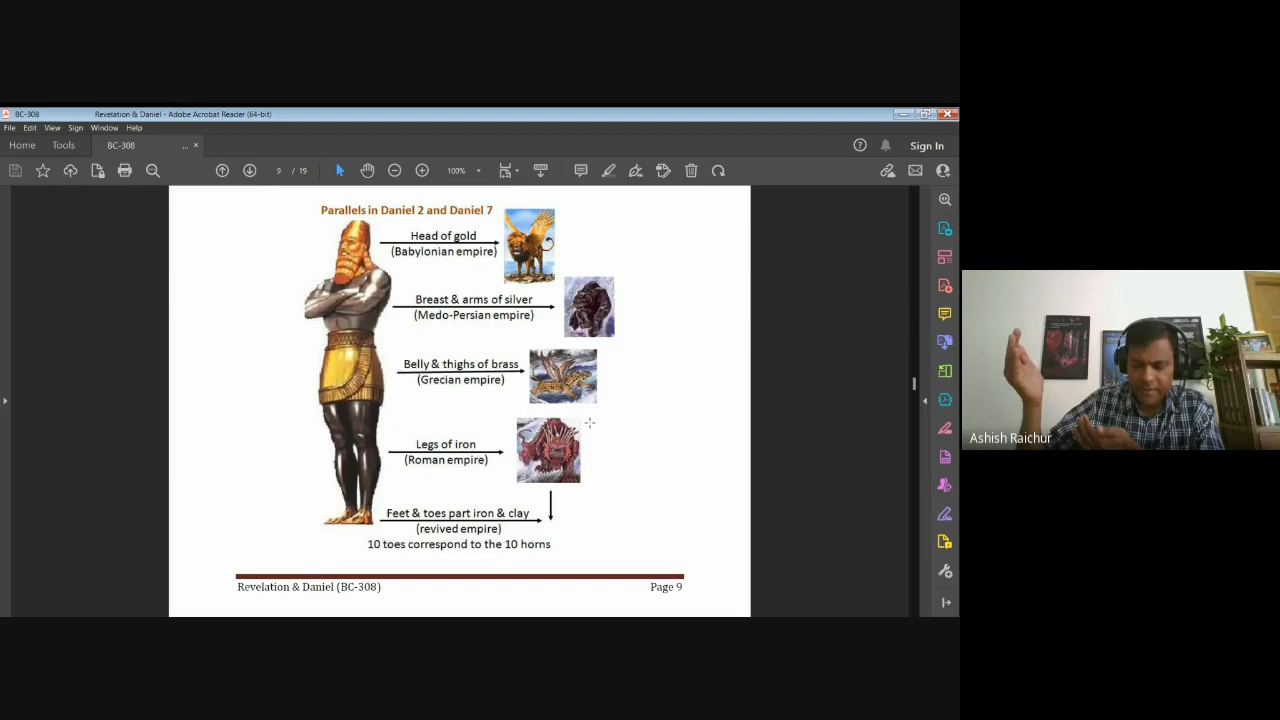 BC-308 Revelation & Daniel - Adobe Acrobat Reader (64-bit)
File Edit View Sign Window Help
Home Tools BC-308 ... ×
Sign In
9 / 19 100%
Parallels in Daniel 2 and Daniel 7
Head of gold
(Babylonian empire)
Breast & arms of silver
(Medo-Persian empire)
Belly & thighs of brass
(Grecian empire)
Legs of iron
(Roman empire)
Feet & toes part iron & clay
(revived empire)
10 toes correspond to the 10 horns
Revelation & Daniel (BC-308) Page 9
Ashish Raichur